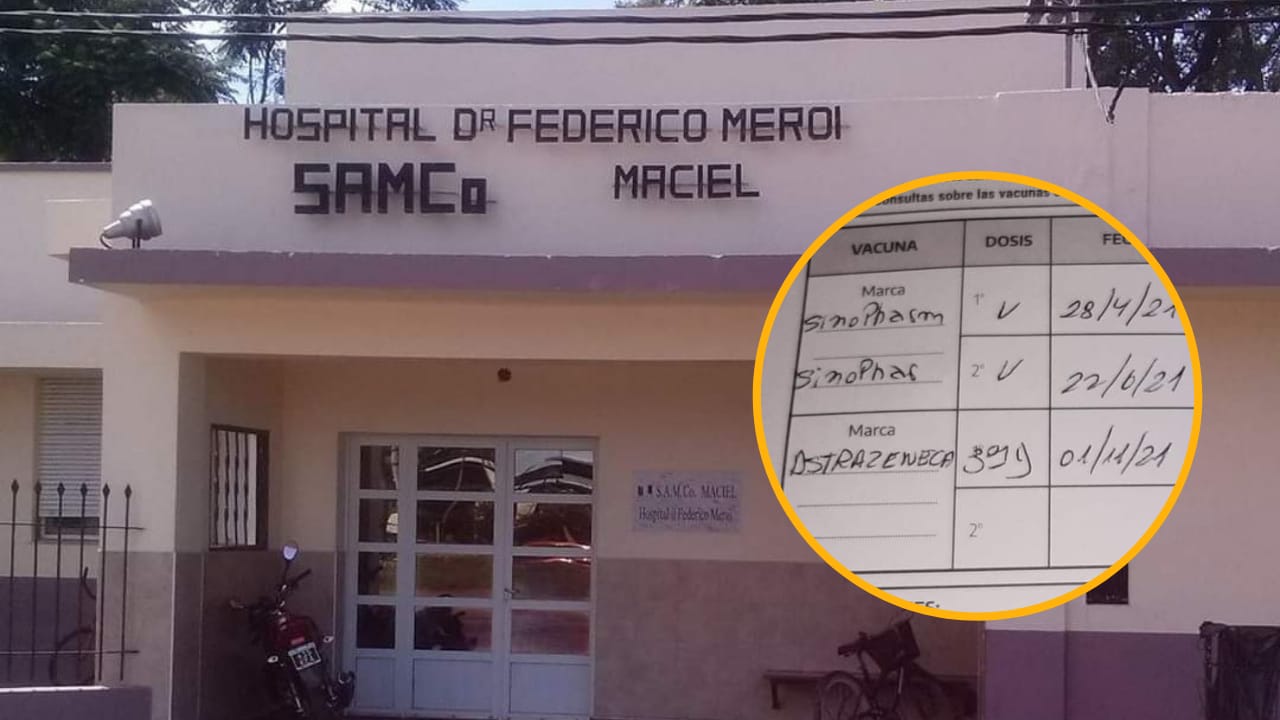 HOSPITAL DR FEDERICO MEROI
SAMCo MACIEL
S.A.M.Co. MACIEL
Hospital
Federico Meroi
sobre las vacunas
VACUNA DOSIS
Marca
SinoPharm 1° V 28/4/21
SinoPhar 2° V 22/6/21
Marca
ASTRAZENECA 01/11/21
2°